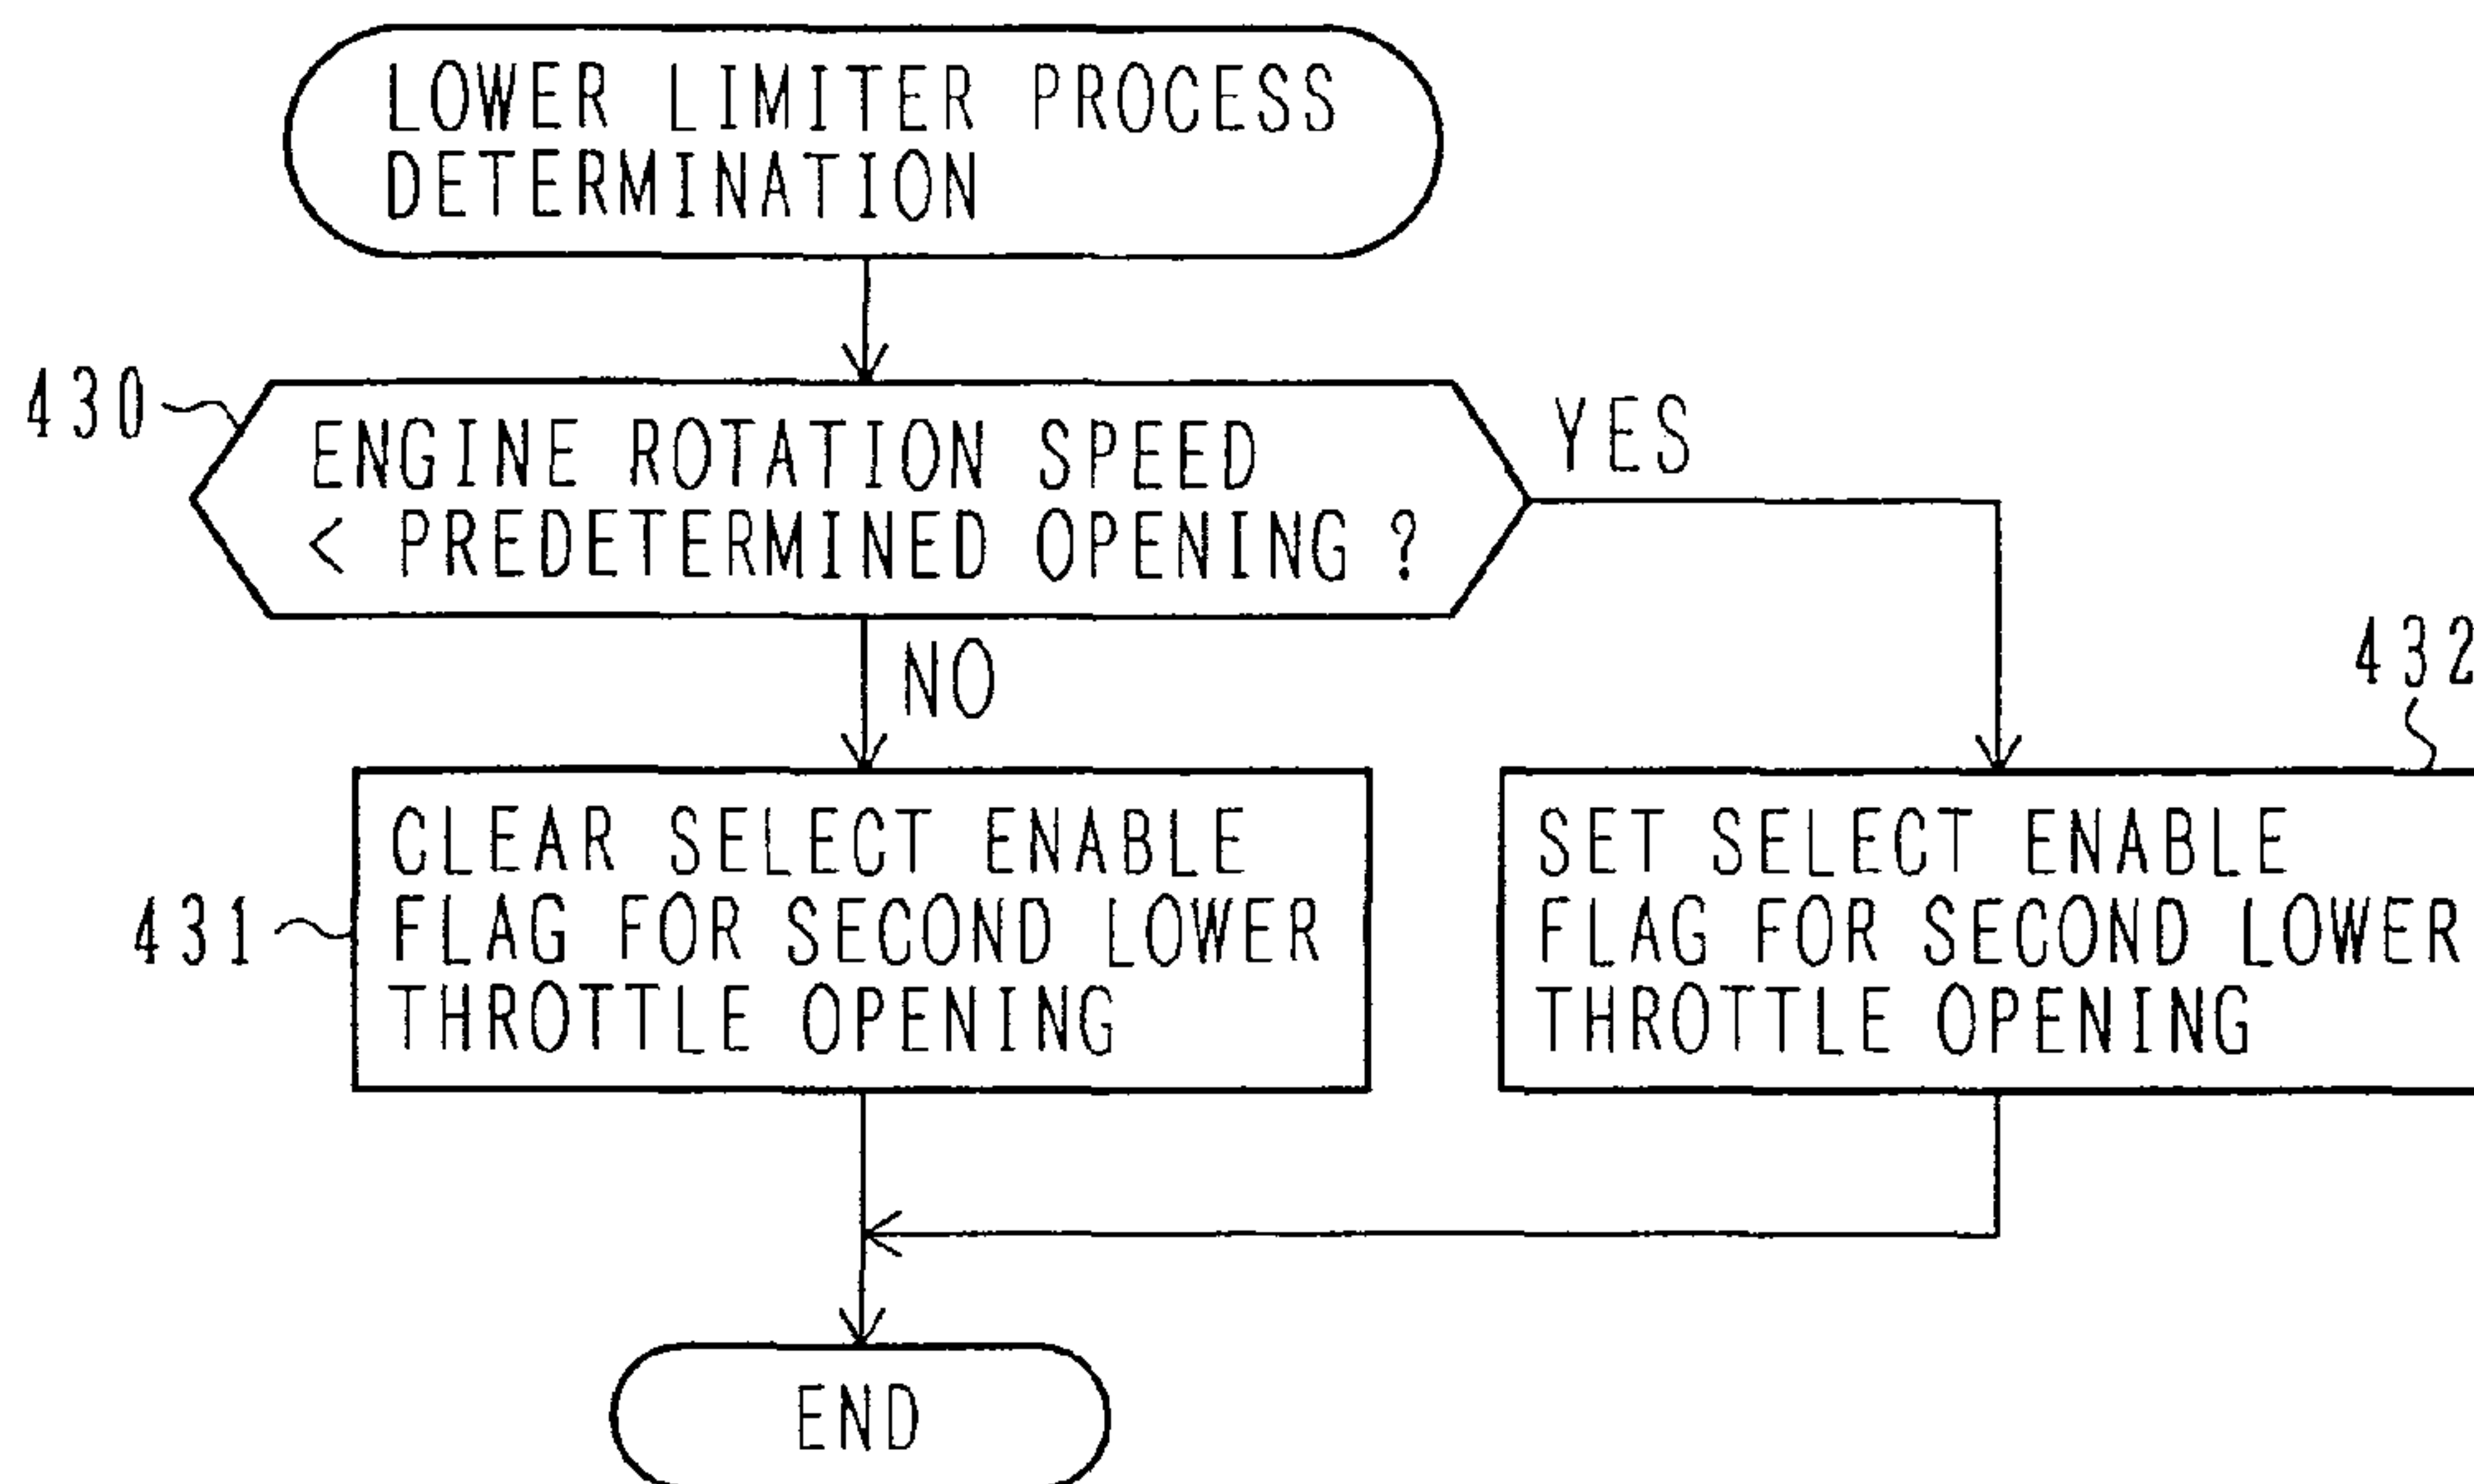 LOWER LIMITER PROCESS
DETERMINATION
430
ENGINE ROTATION SPEED
< PREDETERMINED OPENING ?
YES
NO
432
CLEAR SELECT ENABLE
FLAG FOR SECOND LOWER
THROTTLE OPENING
431
SET SELECT ENABLE
FLAG FOR SECOND LOWER
THROTTLE OPENING
END